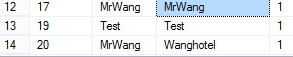 12 17 MrWang MrWang 1
13 19 Test Test 1
14 20 MrWang Wanghotel 1